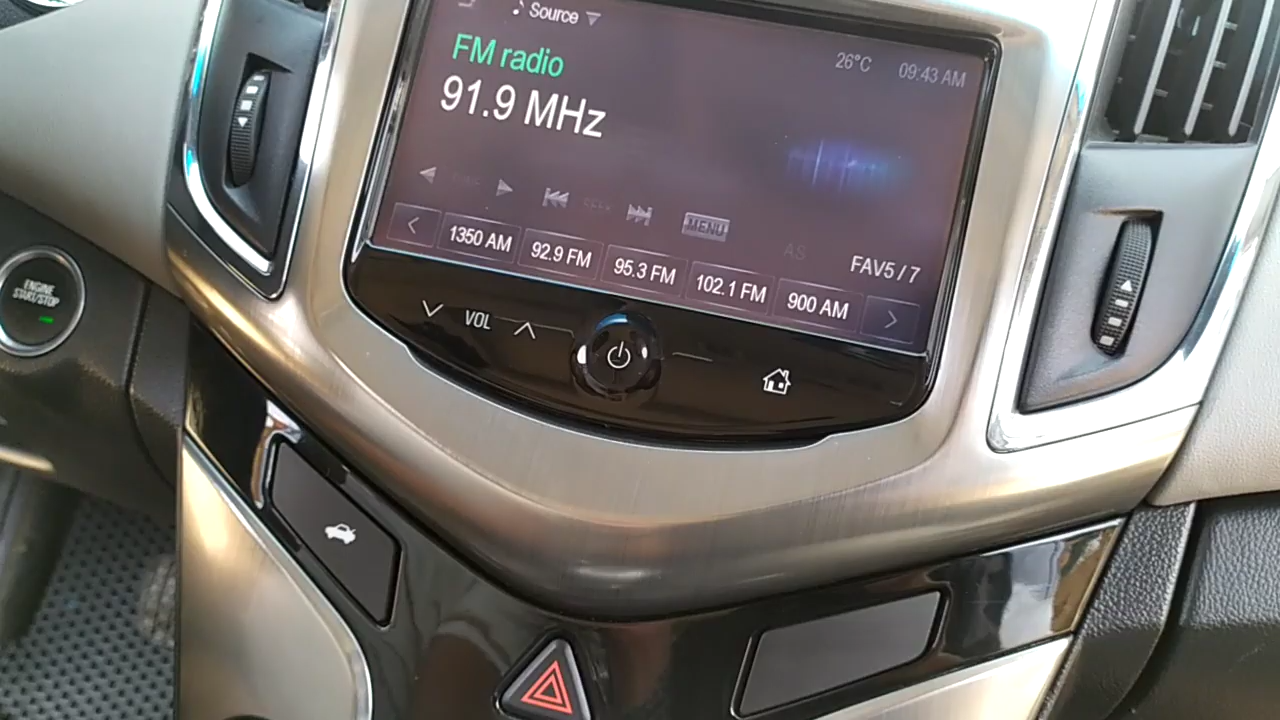 Source
FM radio
26°C 09:43 AM
91.9 MHz
SEEK
MENU
AS
FAV5 / 7
1350 AM 92.9 FM 95.3 FM 102.1 FM 900 AM
VOL
ENGINE
START/STOP